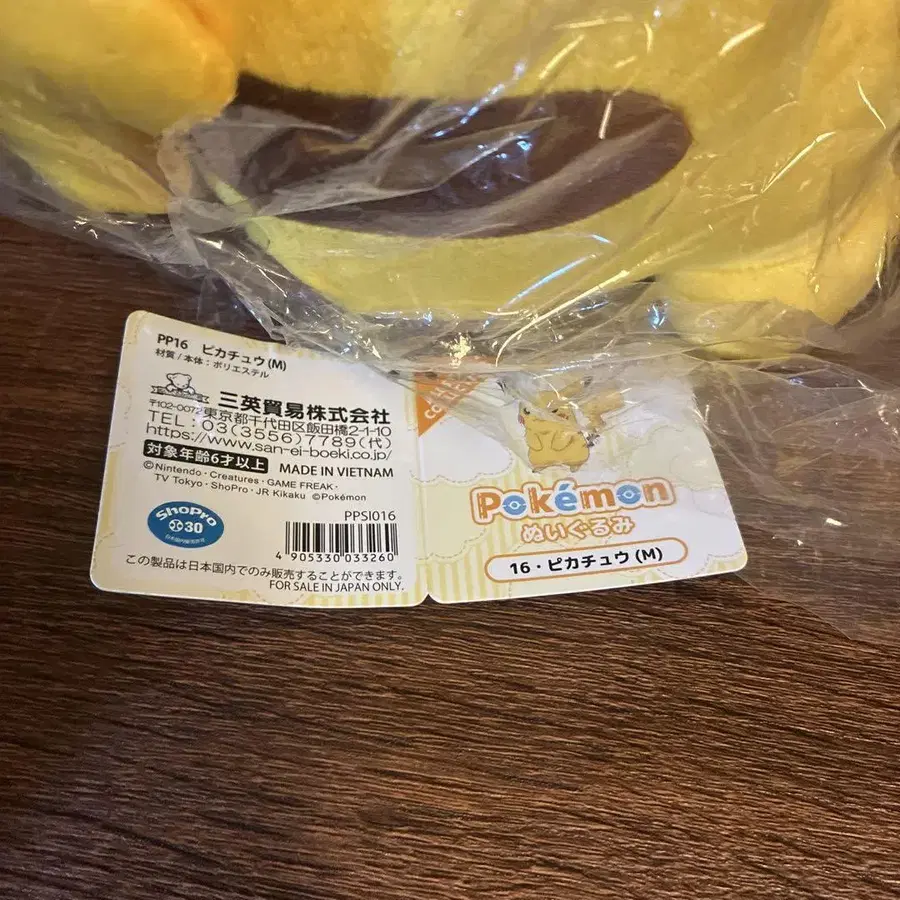 PP16 ピカチュウ(M)
材質/本体:ポリエステル
三英貿易株式会社
〒102-0072東京都千代田区飯田橋2-1-10
TEL:03(3556)7789(代)
https://www.san-ei-boeki.co.jp/
対象年齢6才以上 MADE IN VIETNAM
©Nintendo・Creatures・GAME FREAK・
TV Tokyo・ShoPro・JR Kikaku ©Pokémon
PPSI016
ShoPro
30
4 905330 033260
この製品は日本国内でのみ販売することができます。
FOR SALE IN JAPAN ONLY.
Pokémon
ぬいぐるみ
16・ピカチュウ(M)